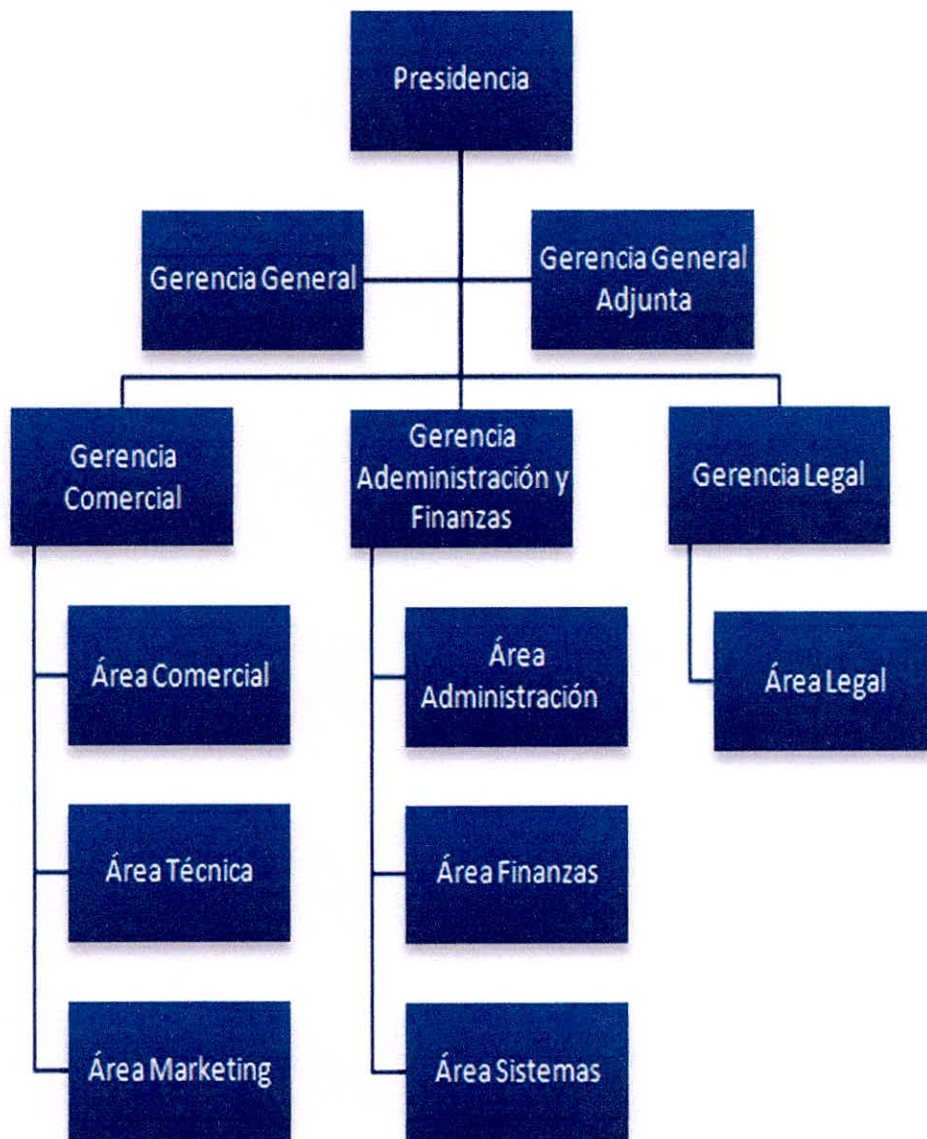 Presidencia
Gerencia General
Gerencia General
Adjunta
Gerencia
Comercial
Gerencia
Adeministración y
Finanzas
Gerencia Legal
Área Comercial
Área Técnica
Área Marketing
Área
Administración
Área Finanzas
Área Sistemas
Área Legal